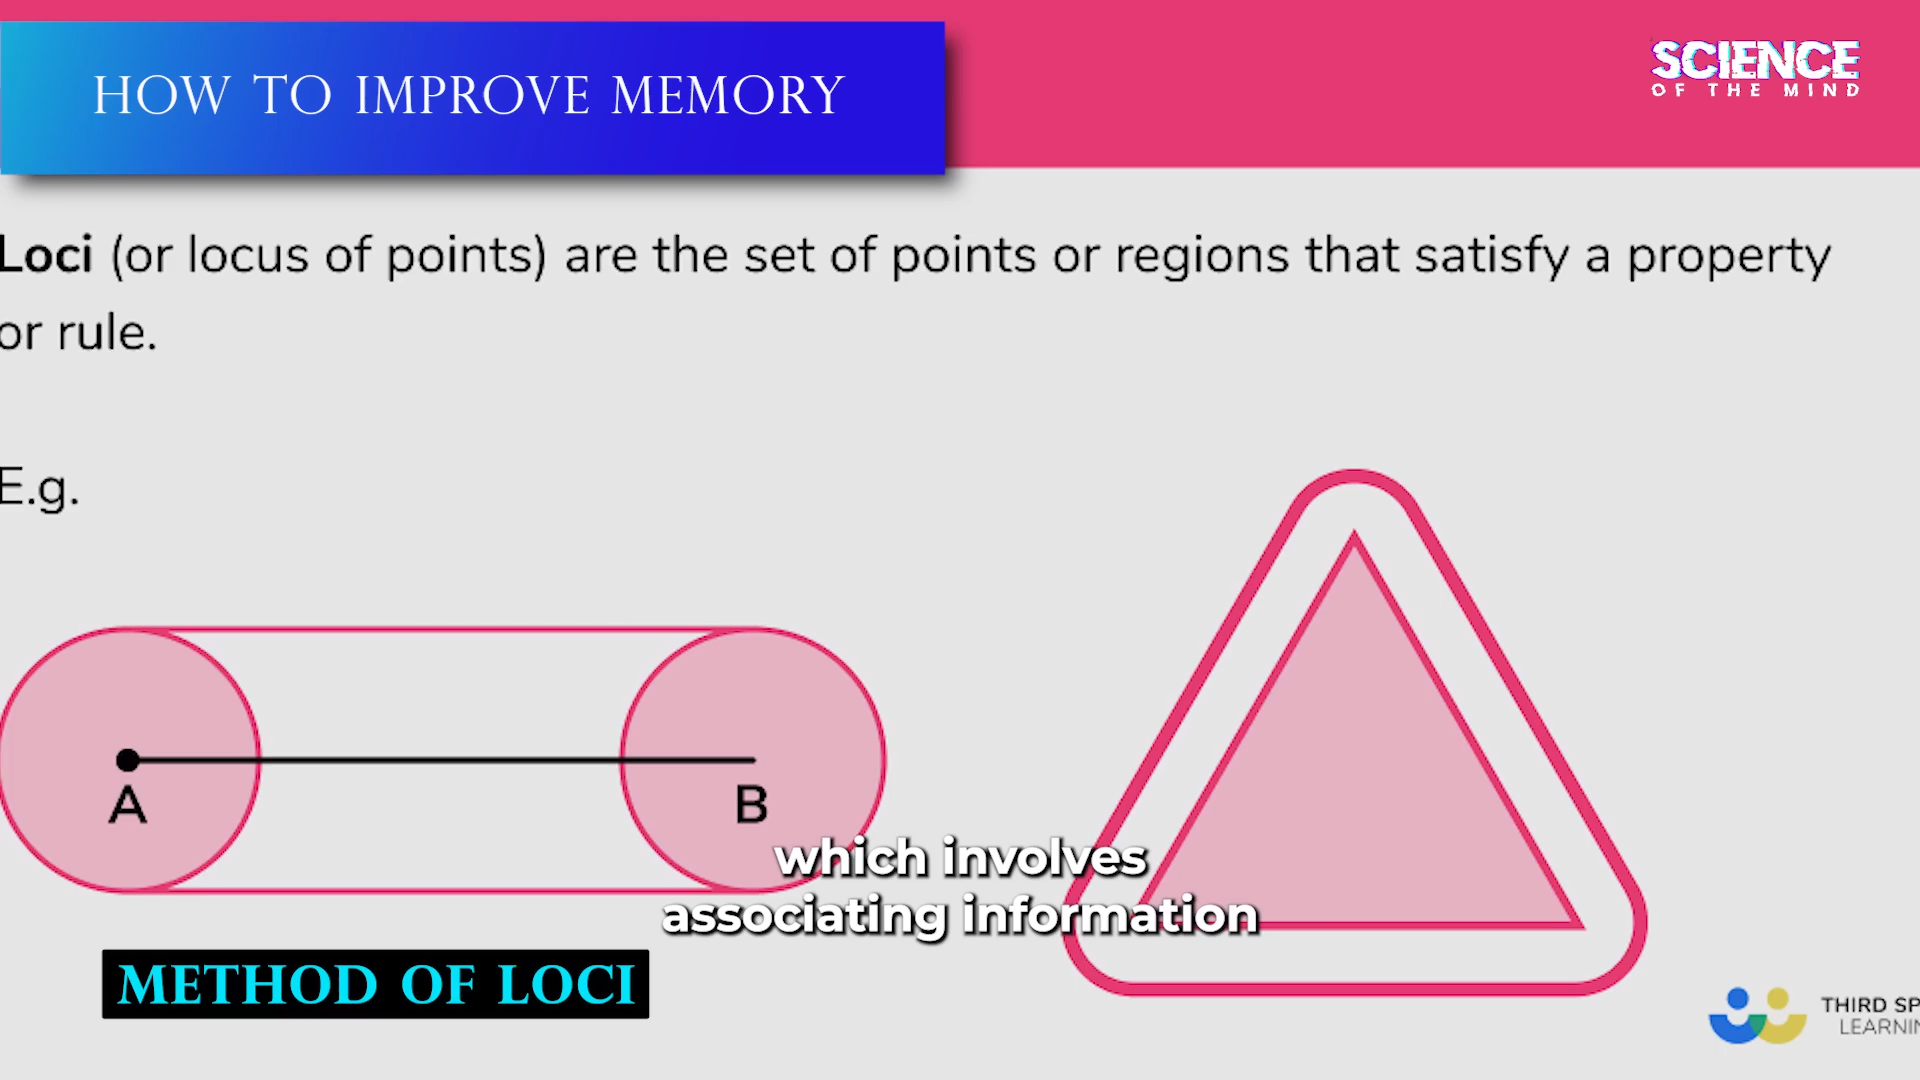 HOW TO IMPROVE MEMORY
SCIENCE
OF THE MIND
Loci (or locus of points) are the set of points or regions that satisfy a property
or rule.
E.g.
A
B
which involves
associating information
METHOD OF LOCI
THIRD SP
LEARNIN